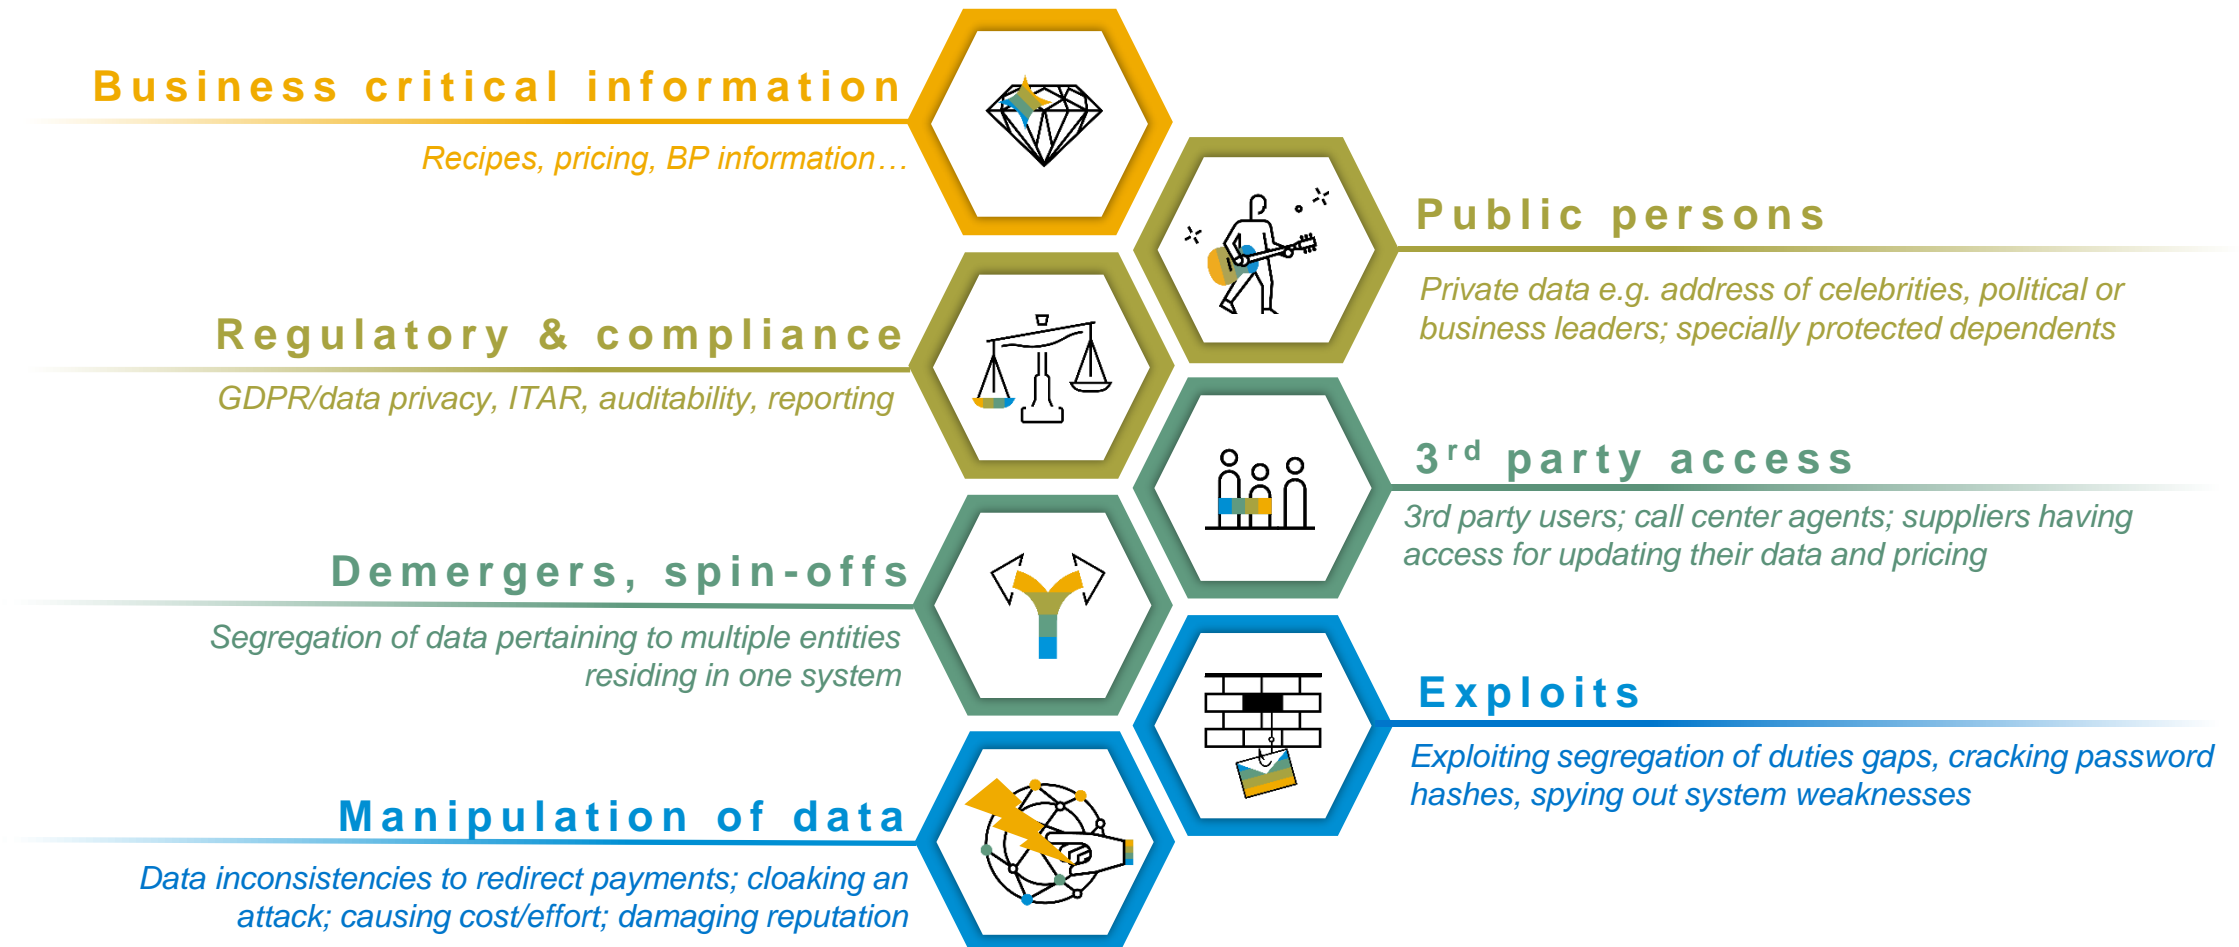 Business critical information
Recipes, pricing, BP information…
Public persons
Private data e.g. address of celebrities, political or
business leaders; specially protected dependents
Regulatory & compliance
GDPR/data privacy, ITAR, auditability, reporting
3rd party access
3rd party users; call center agents; suppliers having
access for updating their data and pricing
Demergers, spin-offs
Segregation of data pertaining to multiple entities
residing in one system
Exploits
Exploiting segregation of duties gaps, cracking password
hashes, spying out system weaknesses
Manipulation of data
Data inconsistencies to redirect payments; cloaking an
attack; causing cost/effort; damaging reputation